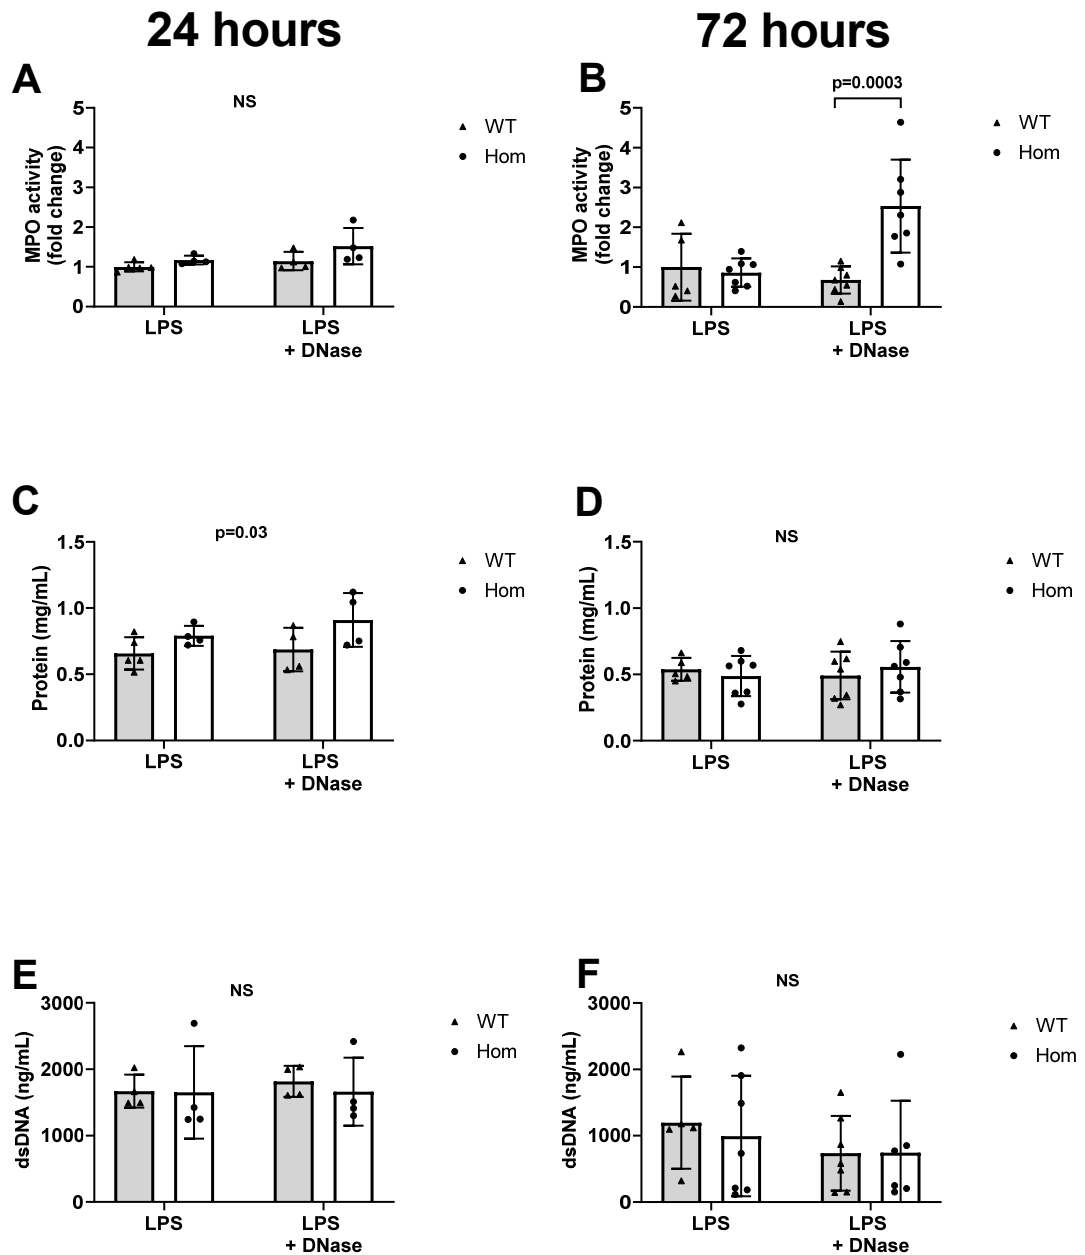 24 hours
72 hours
A
NS
MPO activity
(fold change)
5
4
3
2
1
0
LPS
LPS
+ DNase
WT
Hom
B
p=0.0003
MPO activity
(fold change)
5
4
3
2
1
0
LPS
LPS
+ DNase
WT
Hom
C
p=0.03
Protein (mg/mL)
1.5
1.0
0.5
0.0
LPS
LPS
+ DNase
WT
Hom
D
NS
Protein (mg/mL)
1.5
1.0
0.5
0.0
LPS
LPS
+ DNase
WT
Hom
E
NS
dsDNA (ng/mL)
3000
2000
1000
0
LPS
LPS
+ DNase
WT
Hom
F
NS
dsDNA (ng/mL)
3000
2000
1000
0
LPS
LPS
+ DNase
WT
Hom